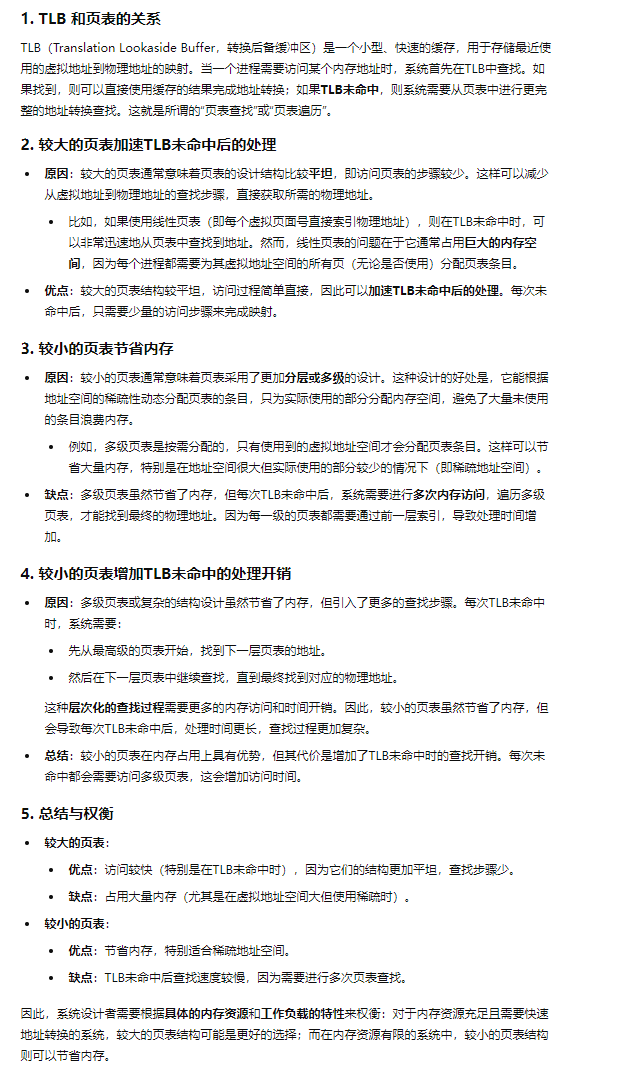 1. TLB 和页表的关系
TLB（Translation Lookaside Buffer，转换后备缓冲区）是一个小型、快速的缓存，用于存储最近使
用的虚拟地址到物理地址的映射。当一个进程需要访问某个内存地址时，系统首先在TLB中查找。如
果找到，则可以直接使用缓存的结果完成地址转换；如果TLB未命中，则系统需要从页表中进行更完
整的地址转换查找。这就是所谓的“页表查找”或“页表遍历”。
2. 较大的页表加速TLB未命中后的处理
• 原因：较大的页表通常意味着页表的设计结构比较平坦，即访问页表的步骤较少。这样可以减少
从虚拟地址到物理地址的查找步骤，直接获取所需的物理地址。
• 比如，如果使用线性页表（即每个虚拟页面号直接索引物理地址），则在TLB未命中时，可
以非常迅速地从页表中查找到地址。然而，线性页表的问题在于它通常占用巨大的内存空
间，因为每个进程都需要为其虚拟地址空间的所有页（无论是否使用）分配页表条目。
• 优点：较大的页表结构较平坦，访问过程简单直接，因此可以加速TLB未命中后的处理。每次未
命中后，只需要少量的访问步骤来完成映射。
3. 较小的页表节省内存
• 原因：较小的页表通常意味着页表采用了更加分层或多级的设计。这种设计的好处是，它能根据
地址空间的稀疏性动态分配页表的条目，只为实际使用的部分分配内存空间，避免了大量未使用
的条目浪费内存。
• 例如，多级页表是按需分配的，只有使用到的虚拟地址空间才会分配页表条目。这样可以节
省大量内存，特别是在地址空间很大但实际使用的部分较少的情况下（即稀疏地址空间）。
• 缺点：多级页表虽然节省了内存，但每次TLB未命中后，系统需要进行多次内存访问，遍历多级
页表，才能找到最终的物理地址。因为每一级的页表都需要通过前一层索引，导致处理时间增
加。
4. 较小的页表增加TLB未命中的处理开销
• 原因：多级页表或复杂的结构设计虽然节省了内存，但引入了更多的查找步骤。每次TLB未命中
时，系统需要：
• 先从最高级的页表开始，找到下一层页表的地址。
• 然后在下一层页表中继续查找，直到最终找到对应的物理地址。
这种层次化的查找过程需要更多的内存访问和时间开销。因此，较小的页表虽然节省了内存，但
会导致每次TLB未命中后，处理时间更长，查找过程更加复杂。
• 总结：较小的页表在内存占用上具有优势，但其代价是增加了TLB未命中时的查找开销。每次未
命中都会需要访问多级页表，这会增加访问时间。
5. 总结与权衡
• 较大的页表：
• 优点：访问较快（特别是在TLB未命中时），因为它们的结构更加平坦，查找步骤少。
• 缺点：占用大量内存（尤其是在虚拟地址空间大但使用稀疏时）。
• 较小的页表：
• 优点：节省内存，特别适合稀疏地址空间。
• 缺点：TLB未命中后查找速度较慢，因为需要进行多次页表查找。
因此，系统设计者需要根据具体的内存资源和工作负载的特性来权衡：对于内存资源充足且需要快速
地址转换的系统，较大的页表结构可能是更好的选择；而在内存资源有限的系统中，较小的页表结构
则可以节省内存。